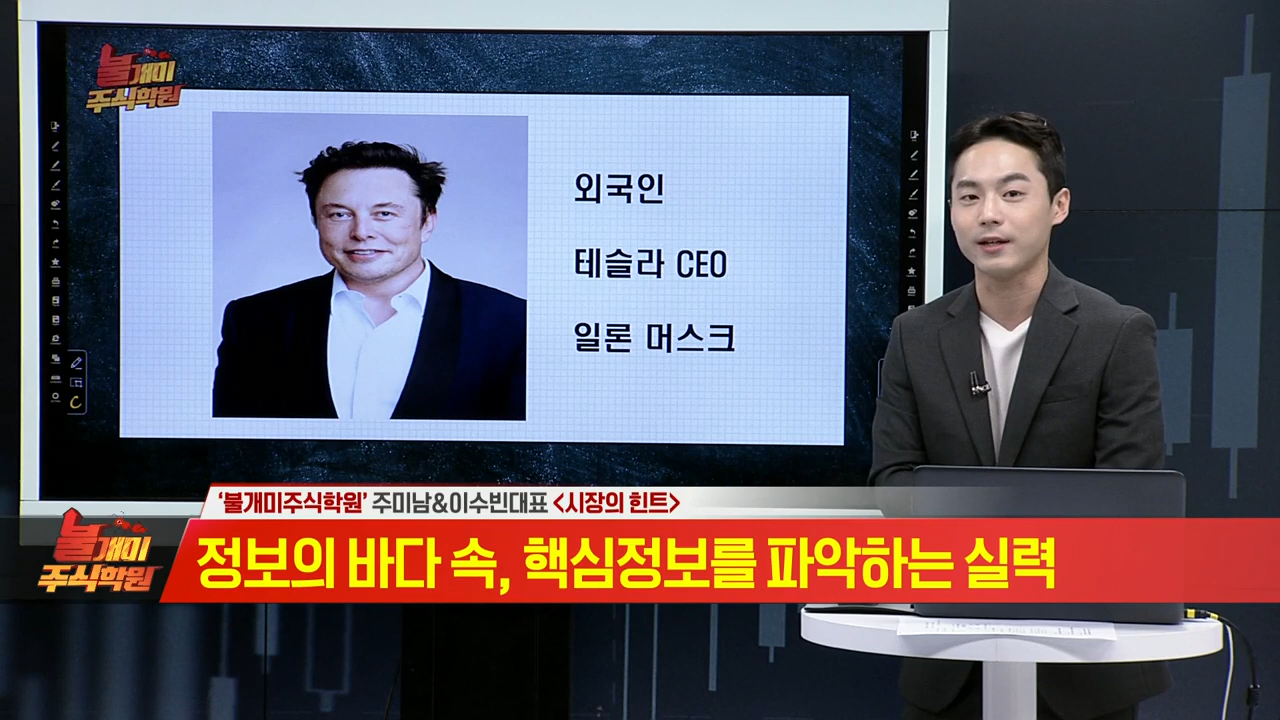 불개미
주식학원
외국인
테슬라 CEO
일론 머스크
'불개미주식학원' 주미남&이수빈대표 <시장의 힌트>
불개미
주식학원
정보의 바다 속, 핵심정보를 파악하는 실력